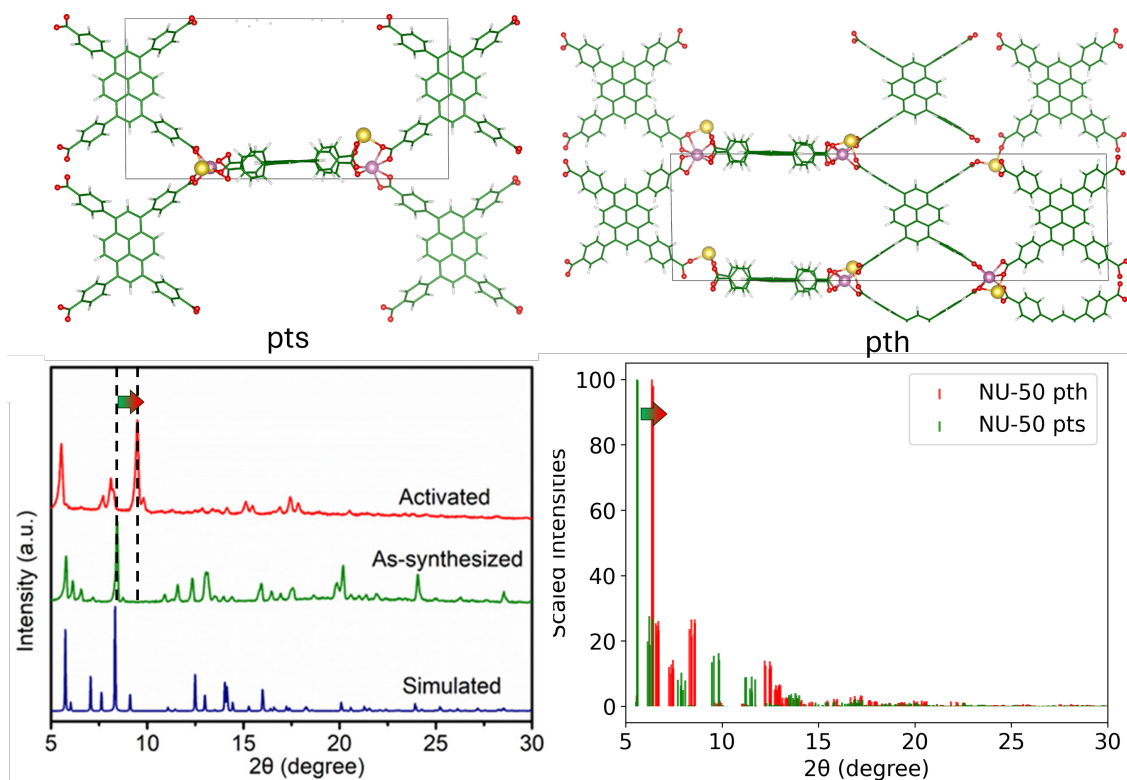 pts
pth
Intensity (a.u.)
Activated
As-synthesized
Simulated
5 10 15 20 25 30
2θ (degree)
Scaled Intensities
100
80
60
40
20
0
NU-50 pth
NU-50 pts
5 10 15 20 25 30
2θ (degree)